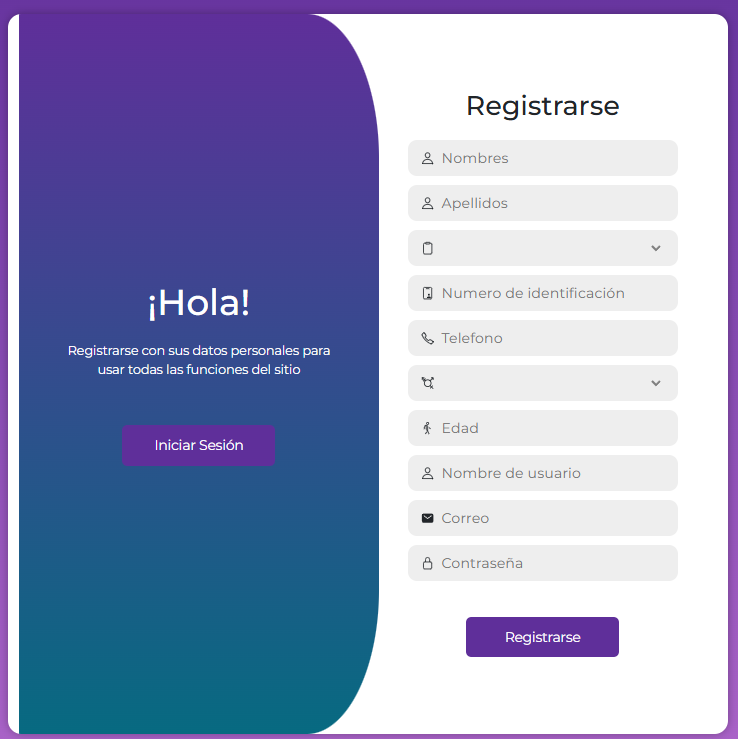 ¡Hola!
Registrarse con sus datos personales para
usar todas las funciones del sitio
Iniciar Sesión
Registrarse
Nombres
Apellidos
Numero de identificación
Telefono
Edad
Nombre de usuario
Correo
Contraseña
Registrarse